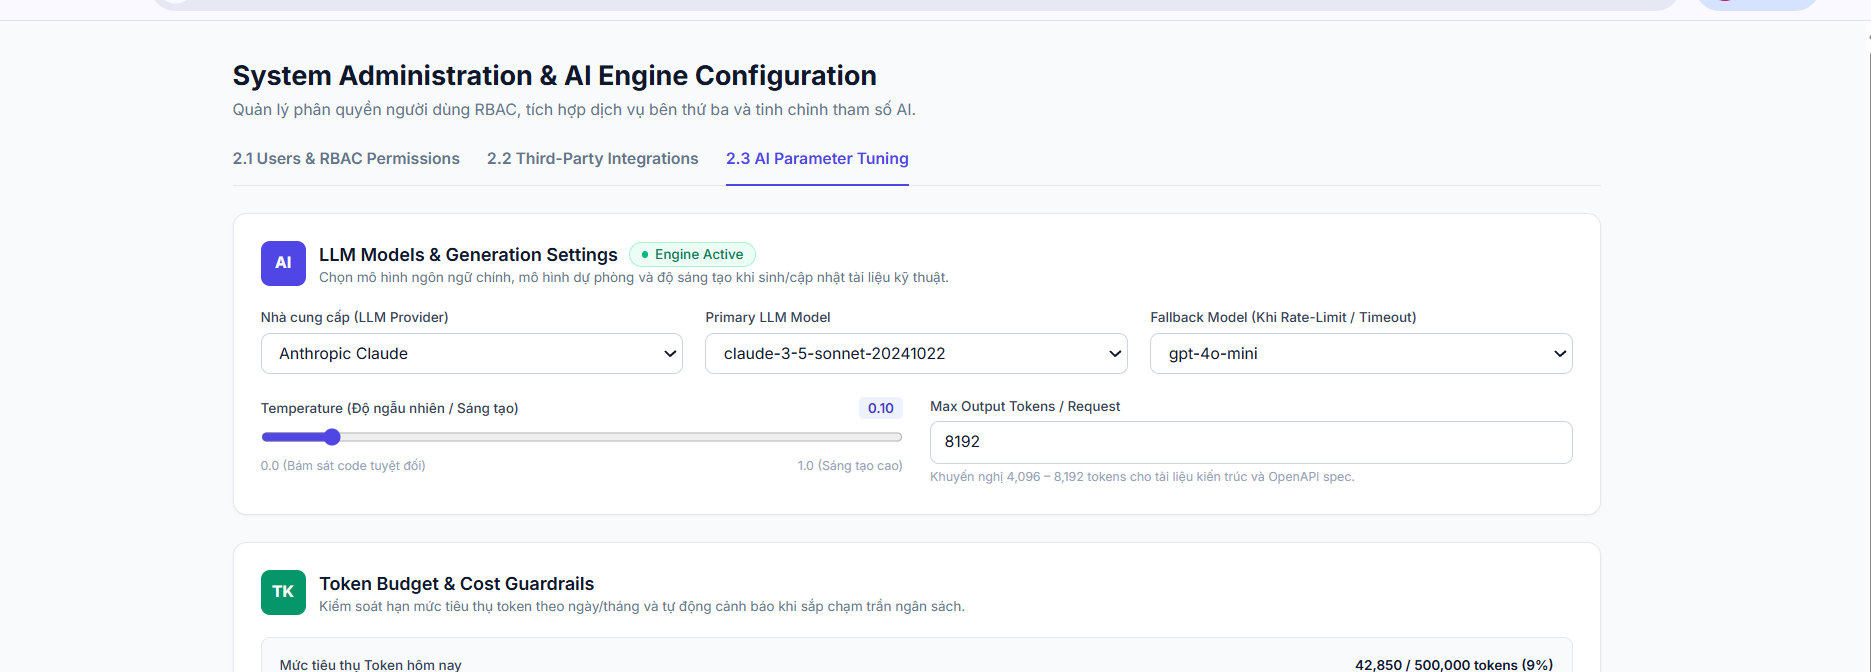 System Administration & AI Engine Configuration
Quản lý phân quyền người dùng RBAC, tích hợp dịch vụ bên thứ ba và tinh chỉnh tham số AI.
2.1 Users & RBAC Permissions
2.2 Third-Party Integrations
2.3 AI Parameter Tuning
AI
LLM Models & Generation Settings
Engine Active
Chọn mô hình ngôn ngữ chính, mô hình dự phòng và độ sáng tạo khi sinh/cập nhật tài liệu kỹ thuật.
Nhà cung cấp (LLM Provider)
Anthropic Claude
Primary LLM Model
claude-3-5-sonnet-20241022
Fallback Model (Khi Rate-Limit / Timeout)
gpt-4o-mini
Temperature (Độ ngẫu nhiên / Sáng tạo)
0.10
0.0 (Bám sát code tuyệt đối)
1.0 (Sáng tạo cao)
Max Output Tokens / Request
8192
Khuyến nghị 4,096 – 8,192 tokens cho tài liệu kiến trúc và OpenAPI spec.
TK
Token Budget & Cost Guardrails
Kiểm soát hạn mức tiêu thụ token theo ngày/tháng và tự động cảnh báo khi sắp chạm trần ngân sách.
Mức tiêu thụ Token hôm nay
42,850 / 500,000 tokens (9%)